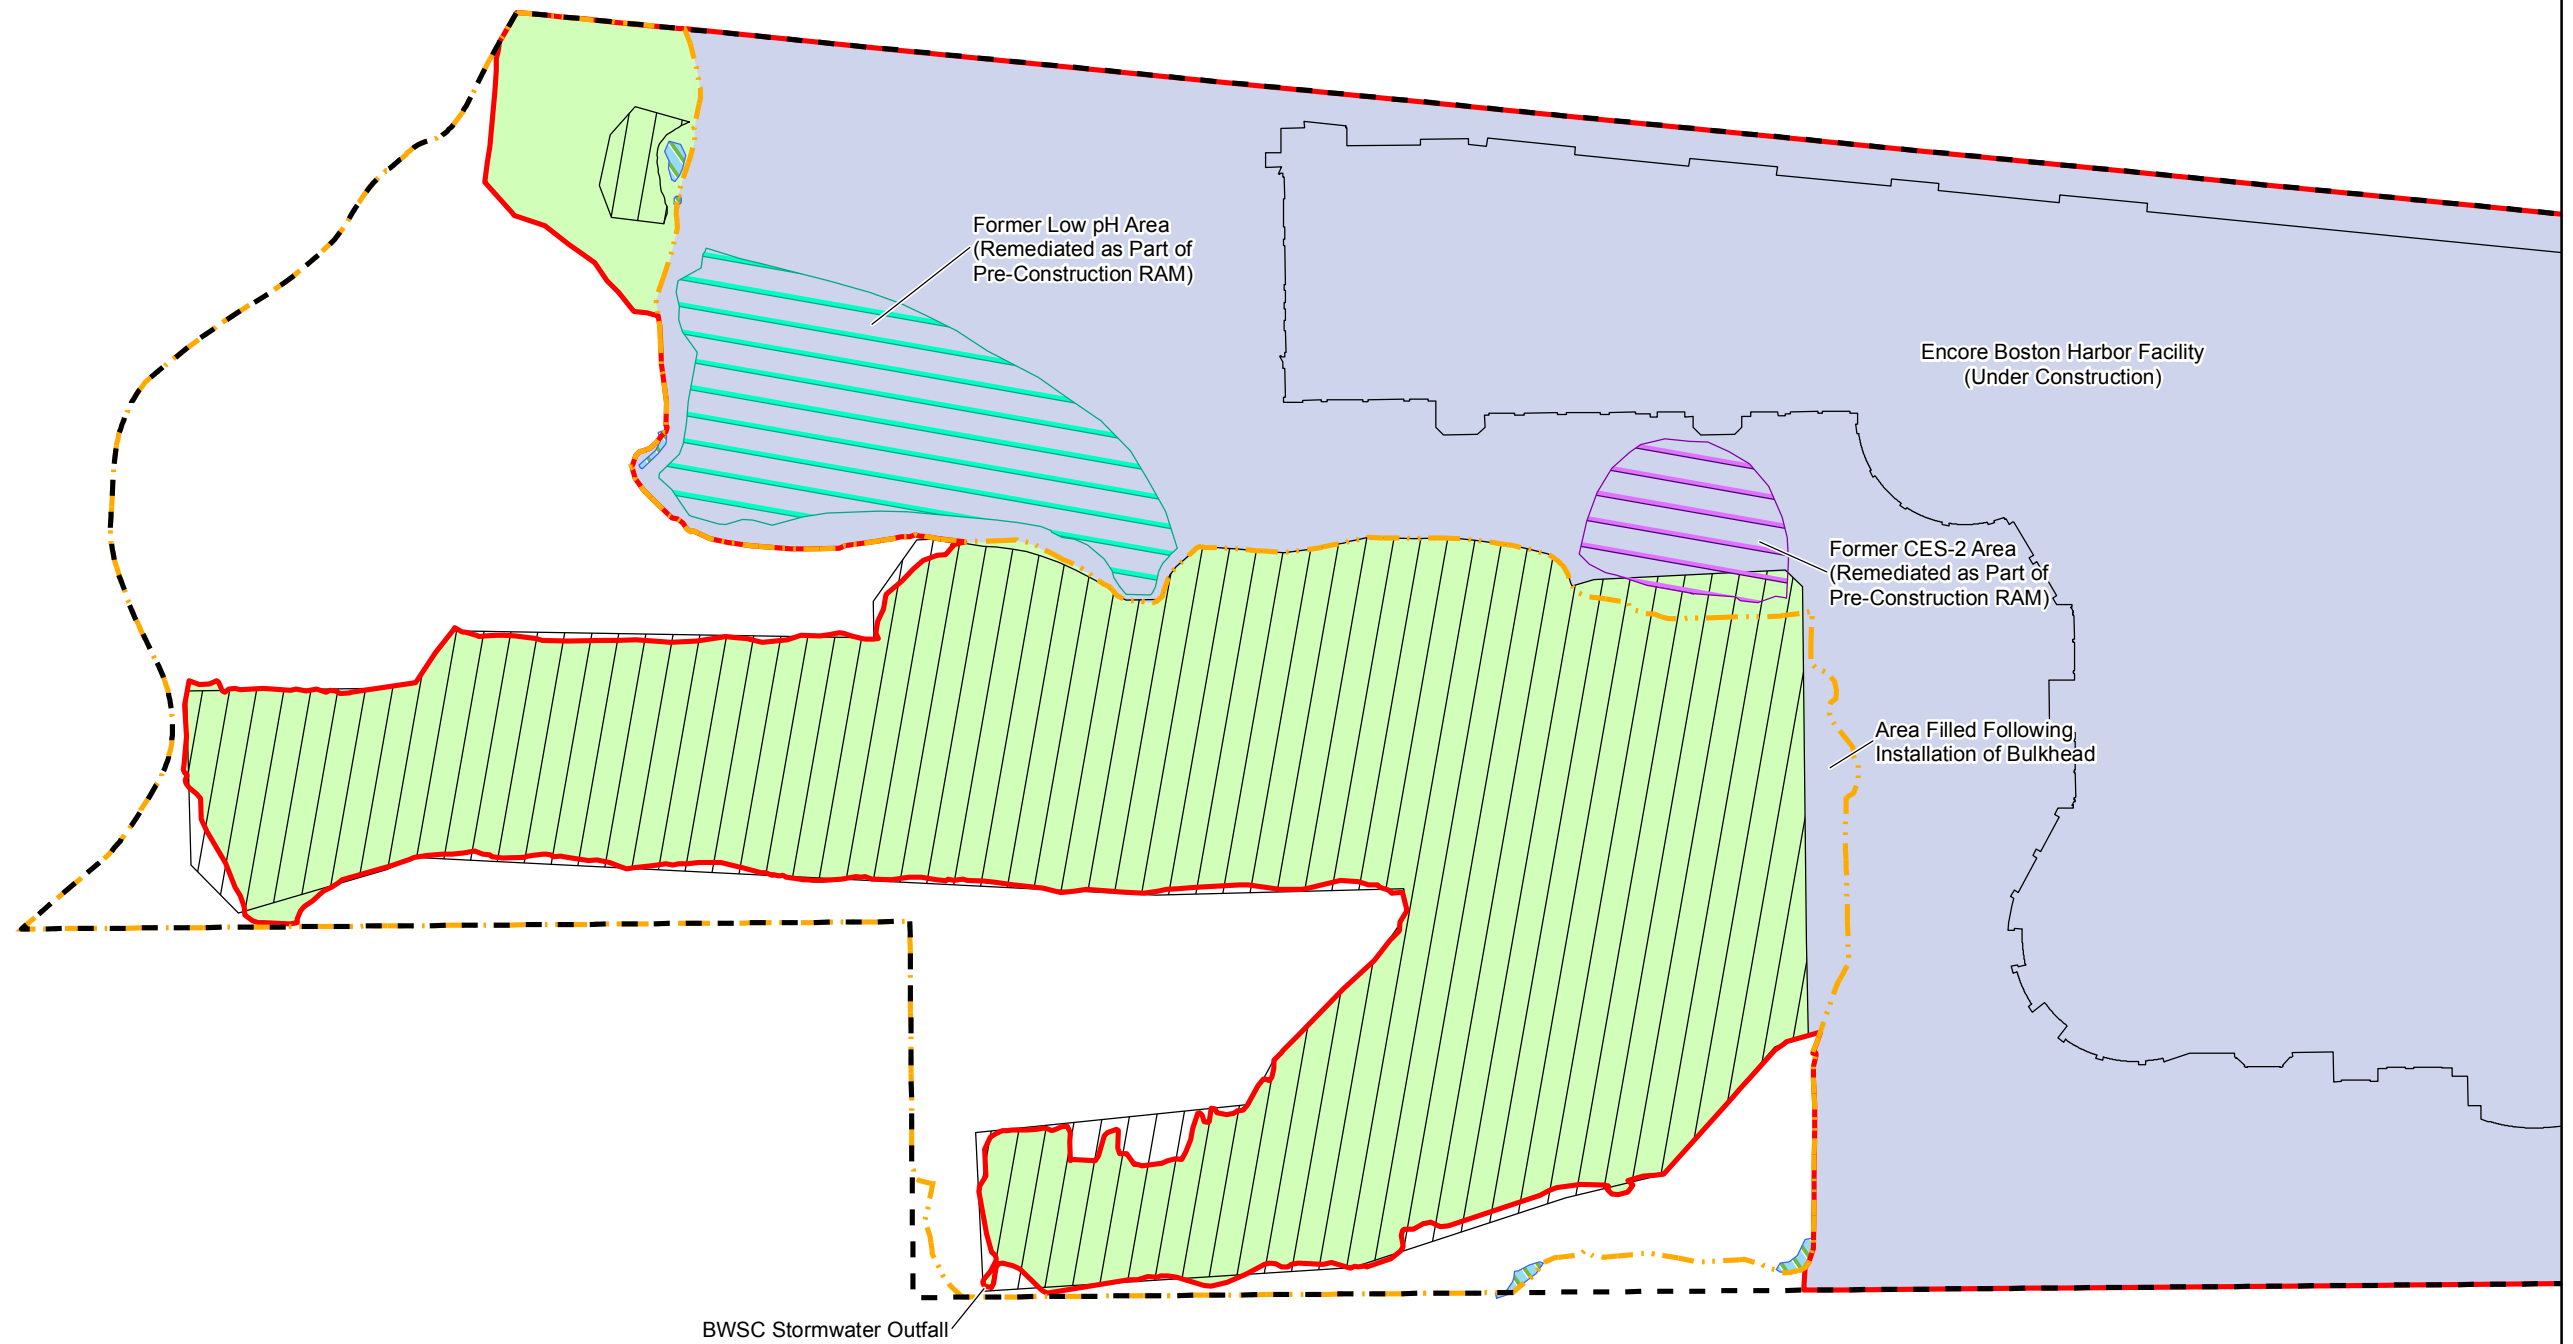 Former Low pH Area
(Remediated as Part of
Pre-Construction RAM)
Encore Boston Harbor Facility
(Under Construction)
Former CES-2 Area
(Remediated as Part of
Pre-Construction RAM)
Area Filled Following
Installation of Bulkhead
BWSC Stormwater Outfall